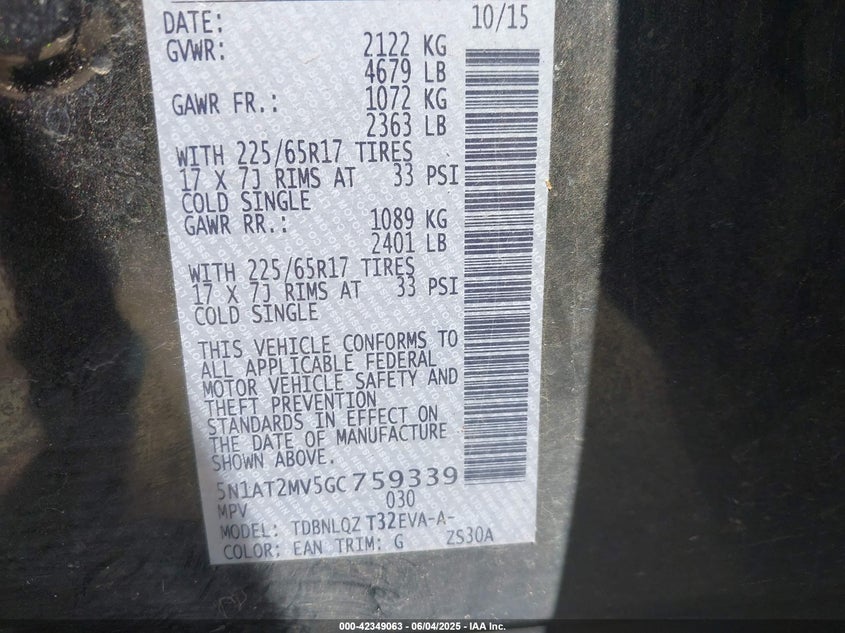 DATE: 10/15
GVWR: 2122 KG
4679 LB
GAWR FR.: 1072 KG
2363 LB
WITH 225/65R17 TIRES
17 X 7J RIMS AT 33 PSI
COLD SINGLE
GAWR RR.: 1089 KG
2401 LB
WITH 225/65R17 TIRES
17 X 7J RIMS AT 33 PSI
COLD SINGLE
THIS VEHICLE CONFORMS TO
ALL APPLICABLE FEDERAL
MOTOR VEHICLE SAFETY AND
THEFT PREVENTION
STANDARDS IN EFFECT ON
THE DATE OF MANUFACTURE
SHOWN ABOVE.
5N1AT2MV5GC759339
MPV 030
MODEL: TDBNLQZ T32EVA-A-
COLOR: EAN TRIM: G ZS30A
000-42349063 - 06/04/2025 - IAA Inc.